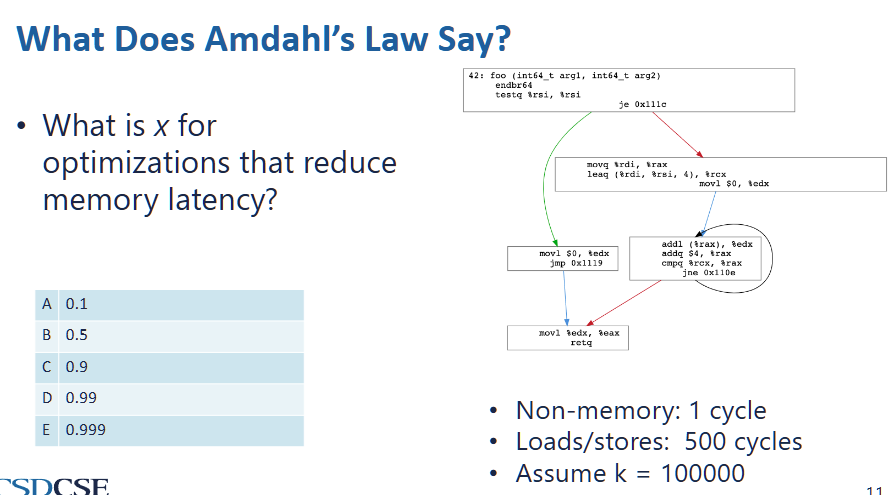 What Does Amdahl's Law Say?
• What is x for
optimizations that reduce
memory latency?
A 0.1
B 0.5
C 0.9
D 0.99
E 0.999
42: foo (int64_t arg1, int64_t arg2)
endbr64
testq %rsi, %rsi
je 0x111c
movq %rdi, %rax
leaq (%rdi, %rsi, 4), %rcx
movl $0, %edx
movl $0, %edx
jmp 0x1119
addl (%rax), %edx
addq $4, %rax
cmpq %rcx, %rax
jne 0x110e
movl %edx, %eax
retq
• Non-memory: 1 cycle
• Loads/stores: 500 cycles
• Assume k = 100000
CSE
11